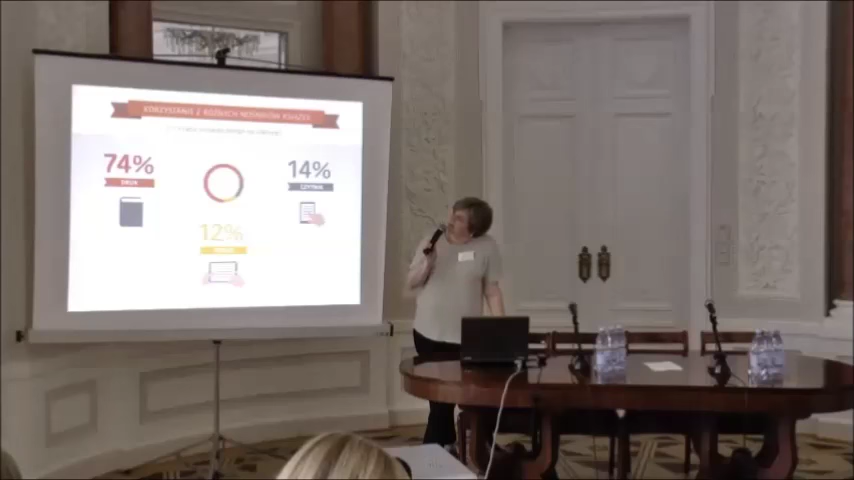 KORZYSTANIE Z RÓŻNYCH NOŚNIKÓW KSIĄŻEK
74%
DRUK
14%
CZYTNIK
12%